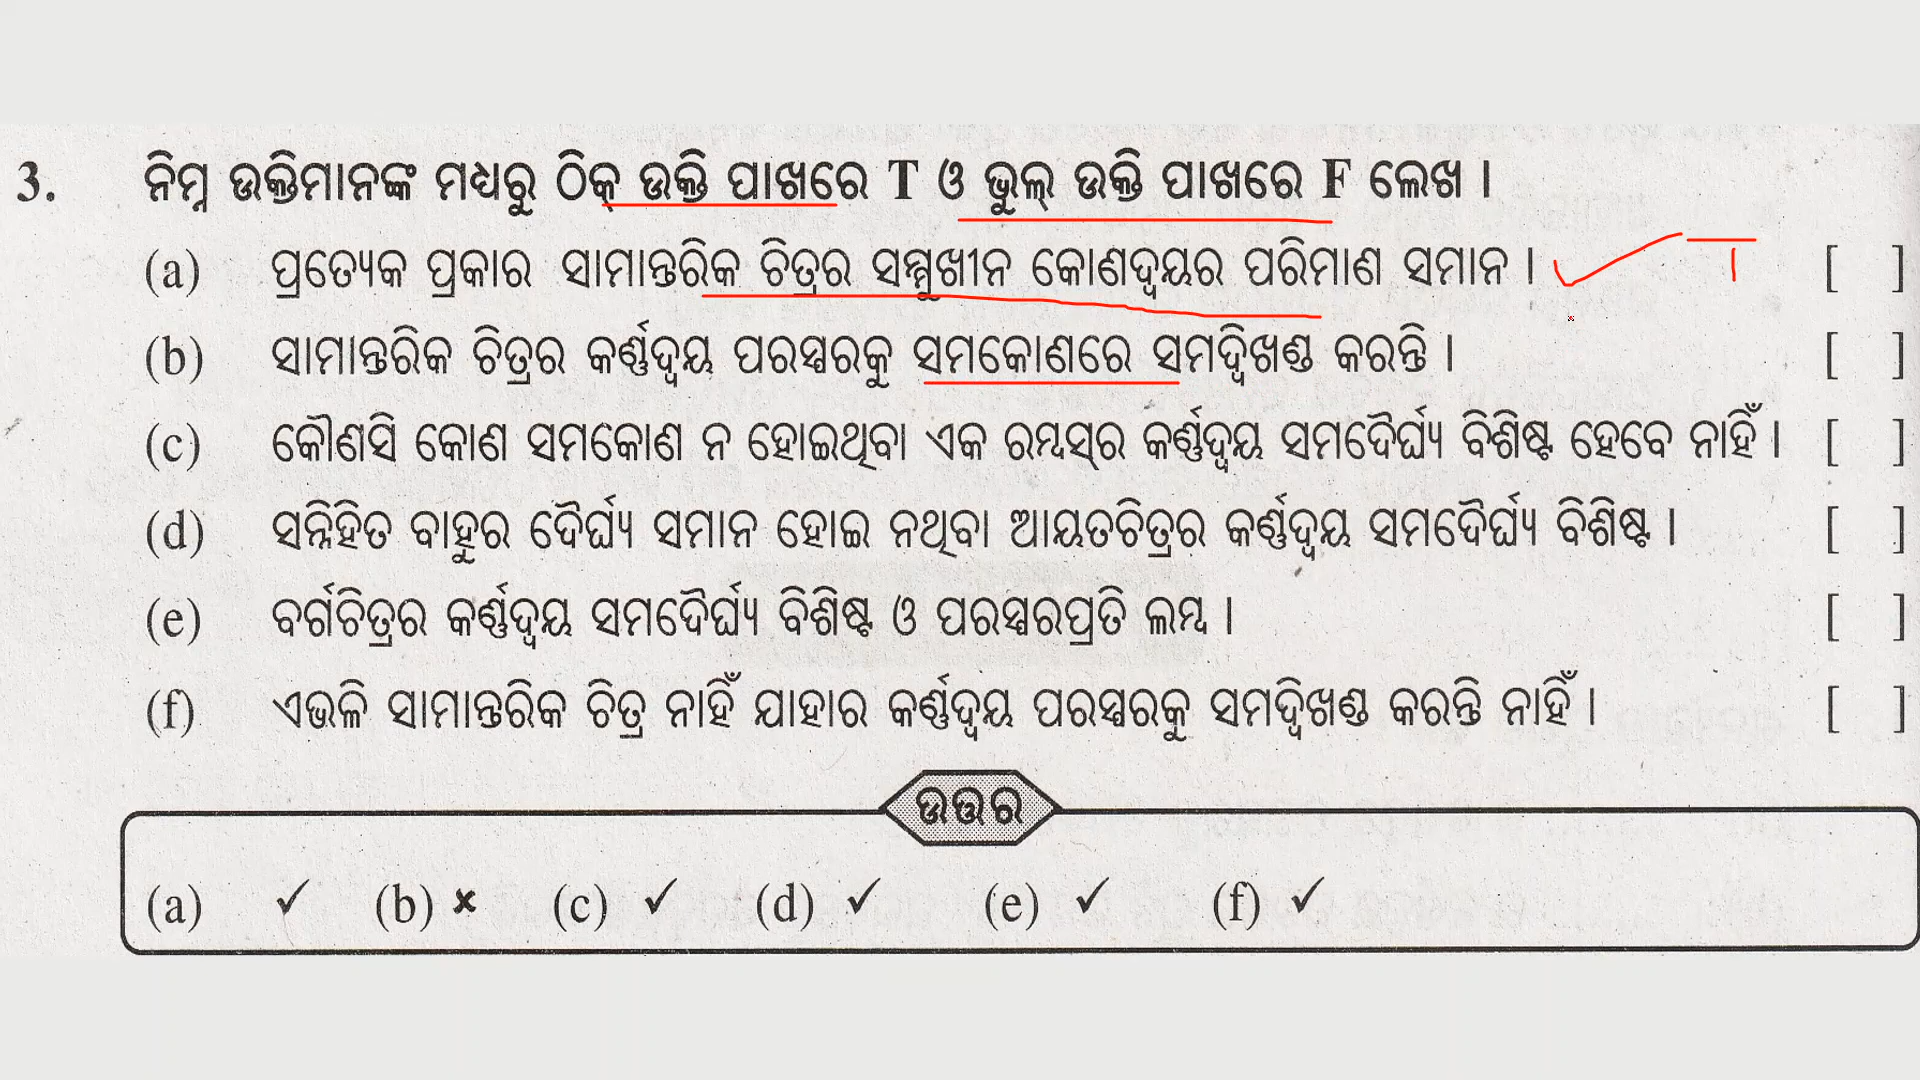 3. ନିମ୍ନ ଉକ୍ତିମାନଙ୍କ ମଧ୍ୟରୁ ଠିକ୍ ଉକ୍ତି ପାଖରେ T ଓ ଭୁଲ୍ ଉକ୍ତି ପାଖରେ F ଲେଖ ।
(a) ପ୍ରତ୍ୟେକ ପ୍ରକାର ସାମାନ୍ତରିକ ଚିତ୍ରର ସମ୍ମୁଖୀନ କୋଣଦ୍ୱୟର ପରିମାଣ ସମାନ । ✓ T [ ]
(b) ସାମାନ୍ତରିକ ଚିତ୍ରର କର୍ଣ୍ଣଦ୍ୱୟ ପରସ୍ପରକୁ ସମକୋଣରେ ସମଦ୍ୱିଖଣ୍ଡ କରନ୍ତି । [ ]
(c) କୌଣସି କୋଣ ସମକୋଣ ନ ହୋଇଥିବା ଏକ ରମ୍ବସ୍‌ର କର୍ଣ୍ଣଦ୍ୱୟ ସମଦୈର୍ଘ୍ୟ ବିଶିଷ୍ଟ ହେବେ ନାହିଁ । [ ]
(d) ସନ୍ନିହିତ ବାହୁର ଦୈର୍ଘ୍ୟ ସମାନ ହୋଇ ନଥିବା ଆୟତଚିତ୍ରର କର୍ଣ୍ଣଦ୍ୱୟ ସମଦୈର୍ଘ୍ୟ ବିଶିଷ୍ଟ । [ ]
(e) ବର୍ଗଚିତ୍ରର କର୍ଣ୍ଣଦ୍ୱୟ ସମଦୈର୍ଘ୍ୟ ବିଶିଷ୍ଟ ଓ ପରସ୍ପରପ୍ରତି ଲମ୍ବ । [ ]
(f) ଏଭଳି ସାମାନ୍ତରିକ ଚିତ୍ର ନାହିଁ ଯାହାର କର୍ଣ୍ଣଦ୍ୱୟ ପରସ୍ପରକୁ ସମଦ୍ୱିଖଣ୍ଡ କରନ୍ତି ନାହିଁ । [ ]
ଉତ୍ତର
(a) ✓ (b) × (c) ✓ (d) ✓ (e) ✓ (f) ✓